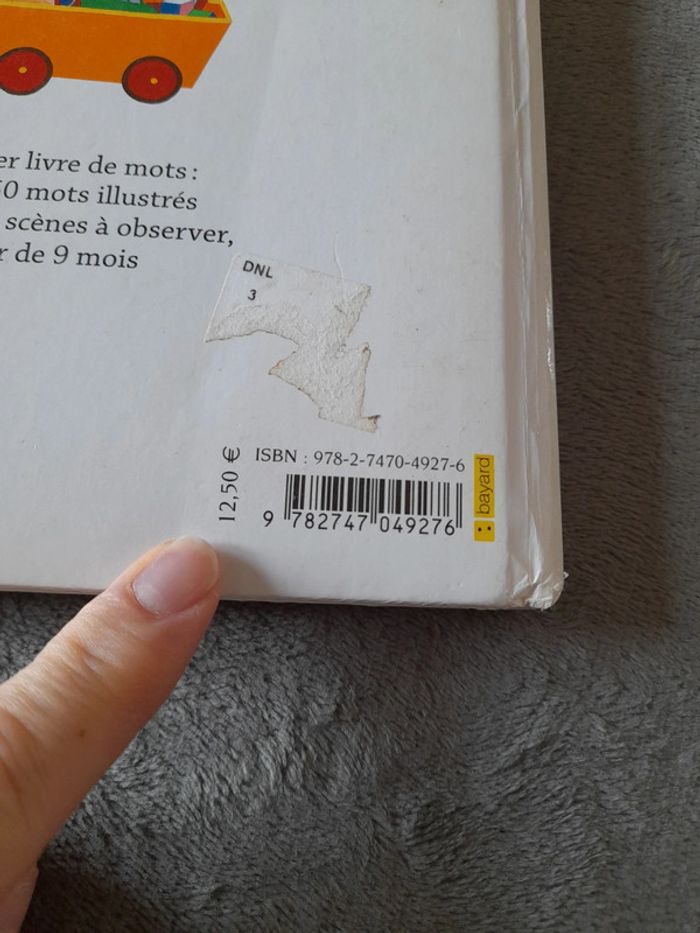 er livre de mots :
50 mots illustrés
scènes à observer,
r de 9 mois
DNL
3
12,50 €
ISBN : 978-2-7470-4927-6
9 782747 049276
bayard